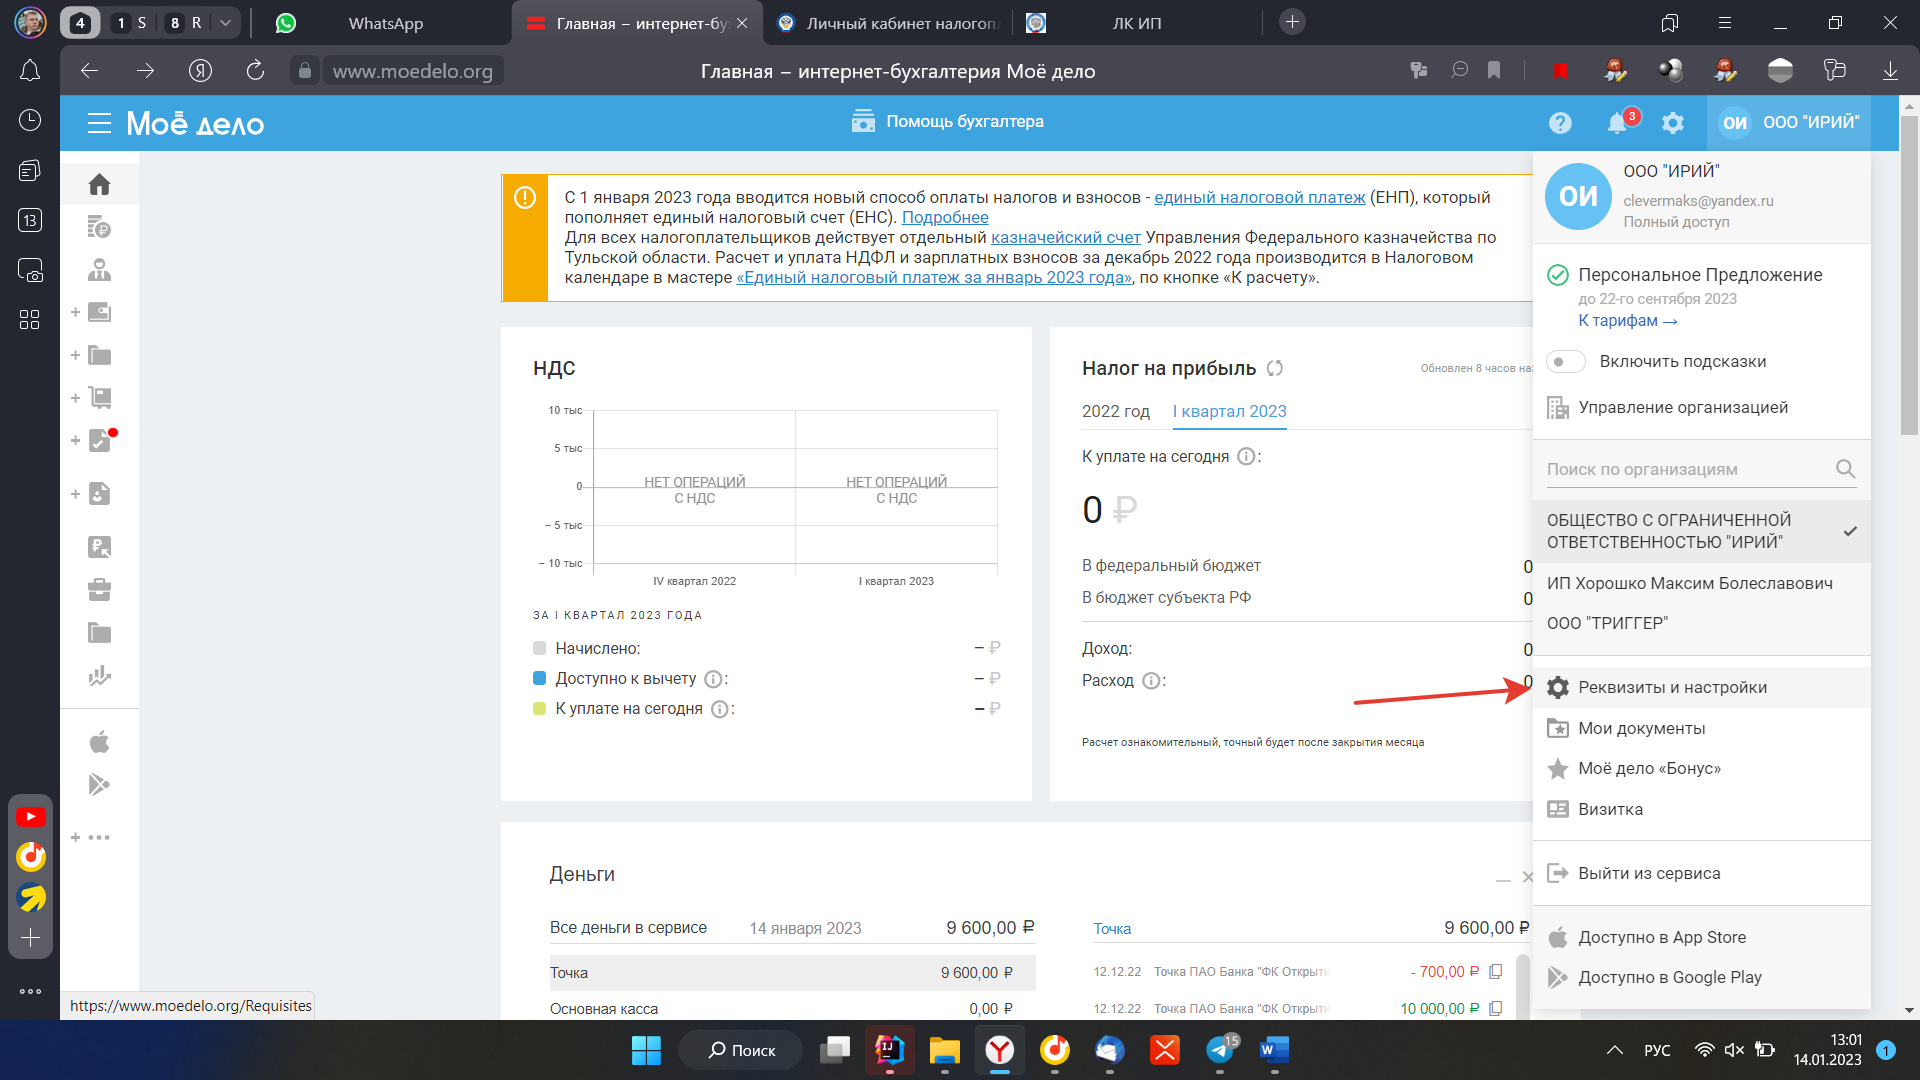 4
1 S
8 R
WhatsApp
Главная – интернет-бу
Личный кабинет налогопл
ЛК ИП
www.moedelo.org
Главная – интернет-бухгалтерия Моё дело
13
Моё дело
Помощь бухгалтера
3
ОИ
ООО "ИРИЙ"
С 1 января 2023 года вводится новый способ оплаты налогов и взносов - единый налоговой платеж (ЕНП), который
пополняет единый налоговый счет (ЕНС). Подробнее
Для всех налогоплательщиков действует отдельный казначейский счет Управления Федерального казначейства по
Тульской области. Расчет и уплата НДФЛ и зарплатных взносов за декабрь 2022 года производится в Налоговом
календаре в мастере «Единый налоговый платеж за январь 2023 года», по кнопке «К расчету».
НДС
10 тыс
5 тыс
0
– 5 тыс
– 10 тыс
НЕТ ОПЕРАЦИЙ
С НДС
НЕТ ОПЕРАЦИЙ
С НДС
IV квартал 2022
I квартал 2023
ЗА I КВАРТАЛ 2023 ГОДА
Начислено:
– ₽
Доступно к вычету :
– ₽
К уплате на сегодня :
– ₽
Налог на прибыль
Обновлен 8 часов наз
2022 год
I квартал 2023
К уплате на сегодня :
0 ₽
В федеральный бюджет
0
В бюджет субъекта РФ
0
Доход:
0
Расход :
0
Расчет ознакомительный, точный будет после закрытия месяца
Деньги
Все деньги в сервисе
14 января 2023
9 600,00 ₽
Точка
9 600,00 ₽
Основная касса
0,00 ₽
Точка
9 600,00 ₽
12.12.22
Точка ПАО Банка "ФК Открыти
- 700,00 ₽
12.12.22
Точка ПАО Банка "ФК Открыти
10 000,00 ₽
ОИ
ООО "ИРИЙ"
clevermaks@yandex.ru
Полный доступ
Персональное Предложение
до 22-го сентября 2023
К тарифам →
Включить подсказки
Управление организацией
Поиск по организациям
ОБЩЕСТВО С ОГРАНИЧЕННОЙ
ОТВЕТСТВЕННОСТЬЮ "ИРИЙ"
ИП Хорошко Максим Болеславович
ООО "ТРИГГЕР"
Реквизиты и настройки
Мои документы
Моё дело «Бонус»
Визитка
Выйти из сервиса
Доступно в App Store
Доступно в Google Play
https://www.moedelo.org/Requisites
Поиск
15
РУС
13:01
14.01.2023
1